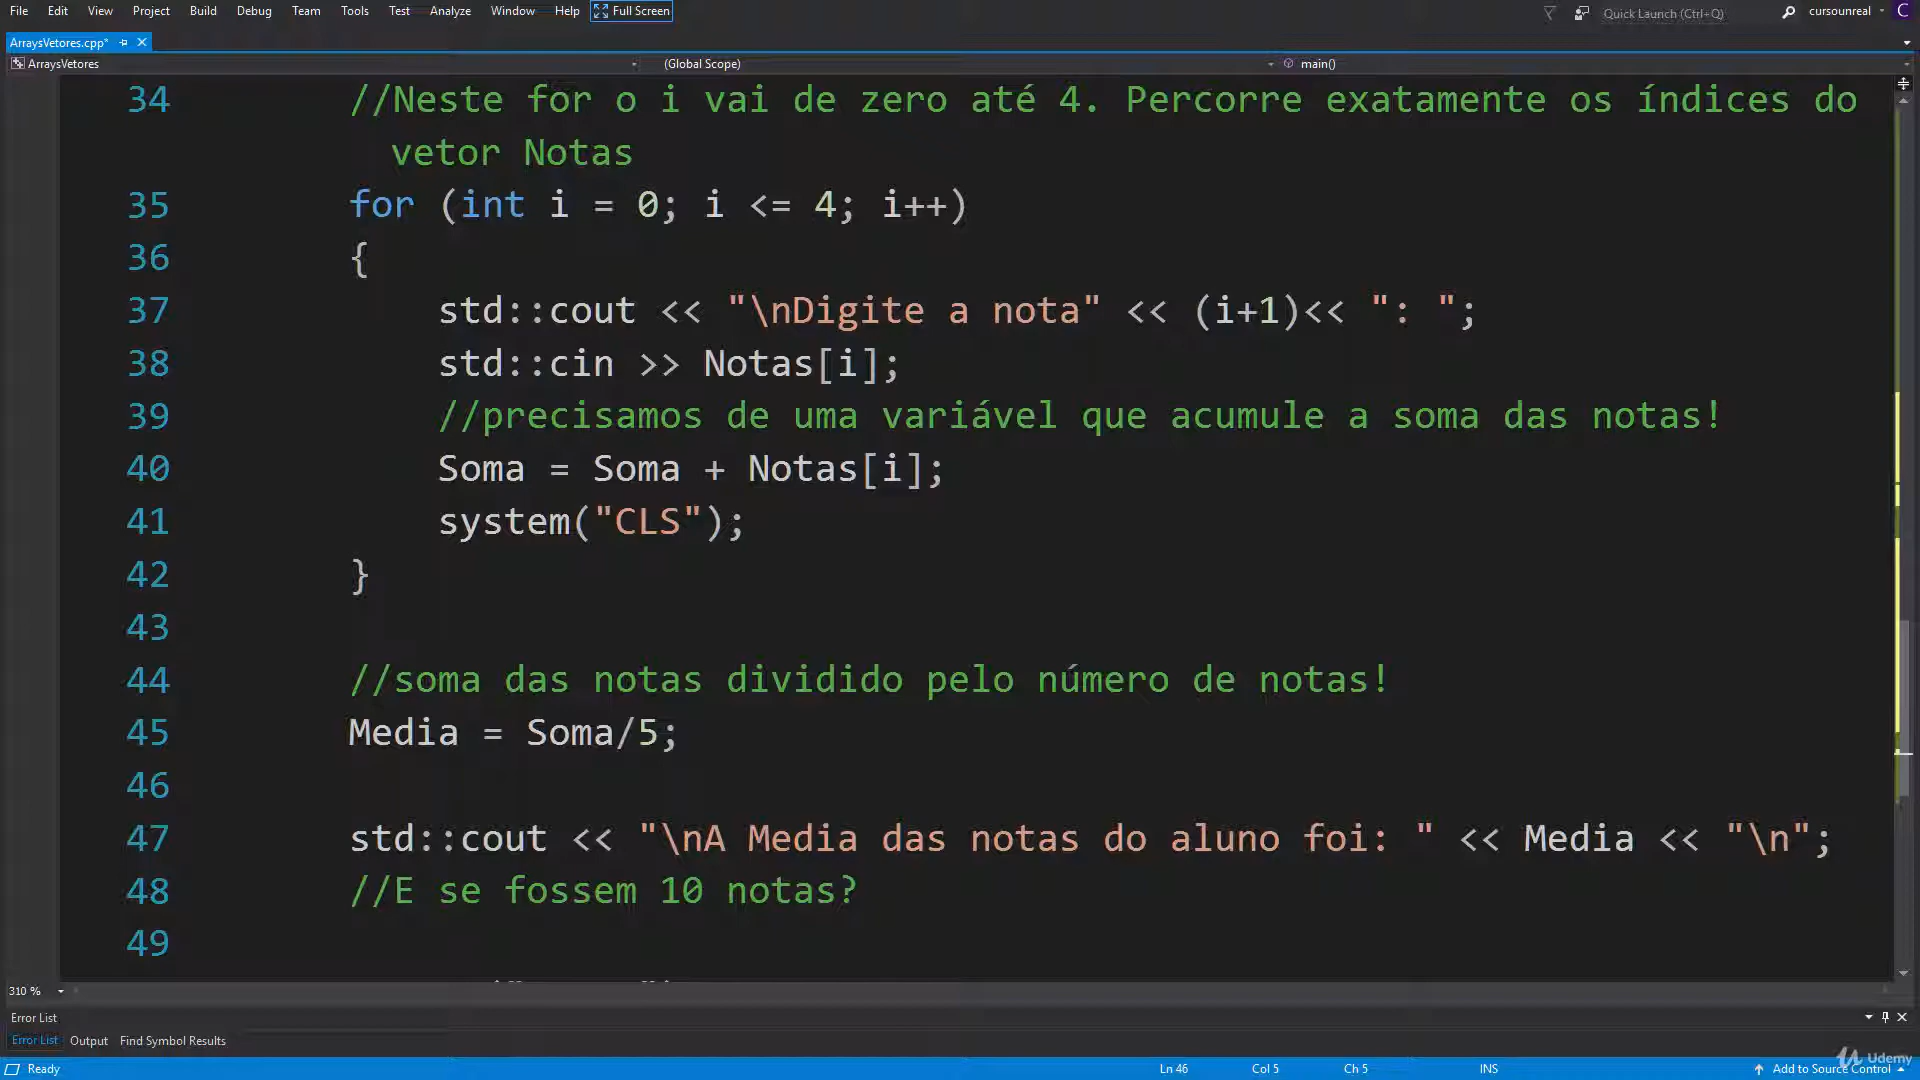 File Edit View Project Build Debug Team Tools Test Analyze Window Help Full Screen Quick Launch (Ctrl+Q) cursounreal C
ArraysVetores.cpp*
ArraysVetores (Global Scope) main()
34 //Neste for o i vai de zero até 4. Percorre exatamente os índices do
vetor Notas
35 for (int i = 0; i <= 4; i++)
36 {
37 std::cout << "\nDigite a nota" << (i+1)<< ": ";
38 std::cin >> Notas[i];
39 //precisamos de uma variável que acumule a soma das notas!
40 Soma = Soma + Notas[i];
41 system("CLS");
42 }
43
44 //soma das notas dividido pelo número de notas!
45 Media = Soma/5;
46
47 std::cout << "\nA Media das notas do aluno foi: " << Media << "\n";
48 //E se fossem 10 notas?
49
310 %
Error List
Error List Output Find Symbol Results
Ready Ln 46 Col 5 Ch 5 INS Add to Source Control
Udemy